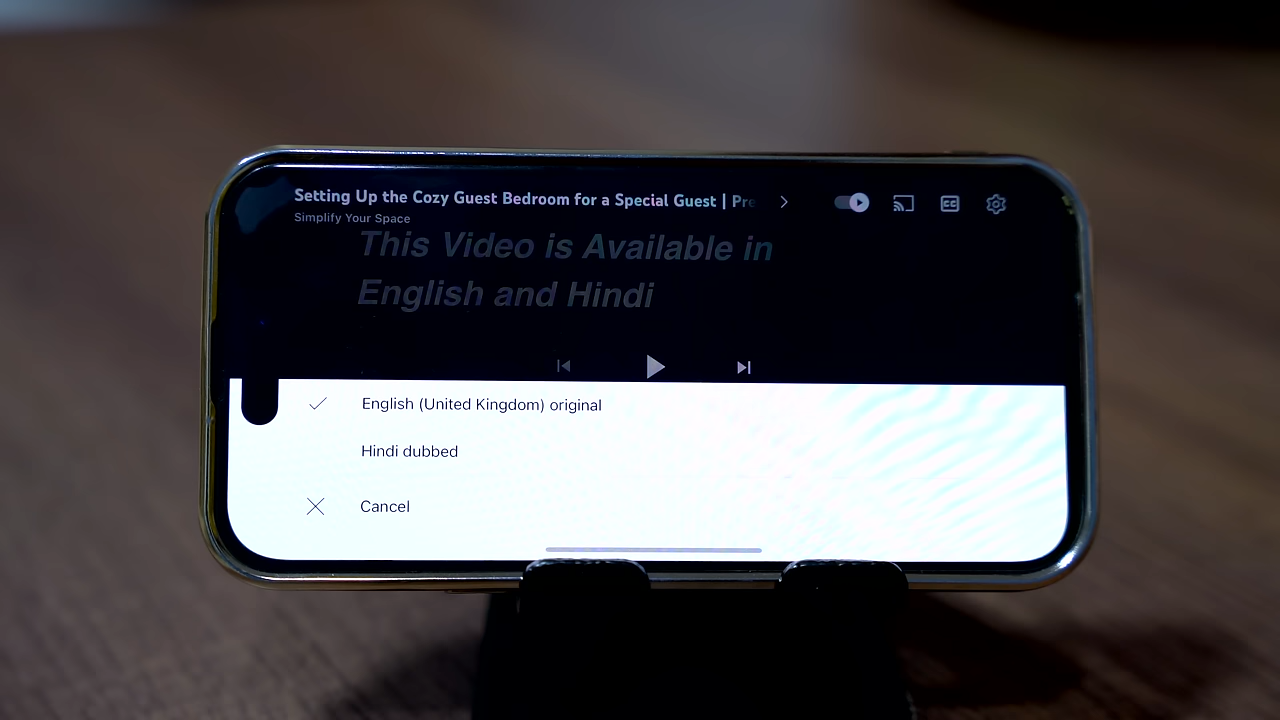 Setting Up the Cozy Guest Bedroom for a Special Guest | Pre
Simplify Your Space
CC
This Video is Available in
English and Hindi
English (United Kingdom) original
Hindi dubbed
Cancel